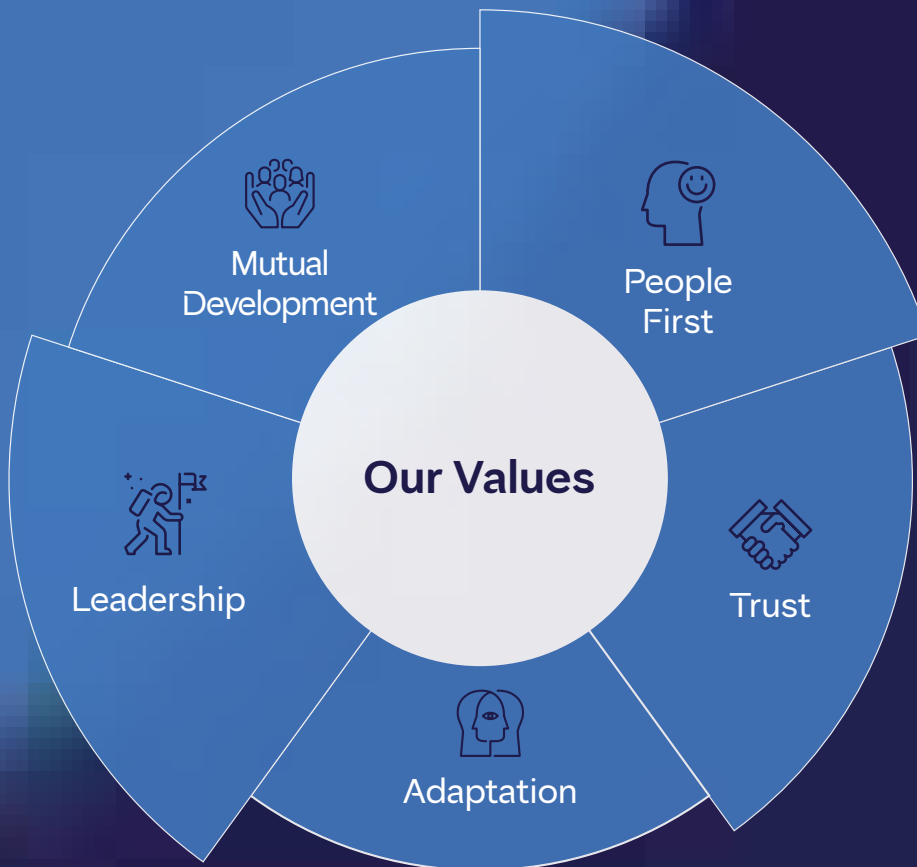 Our Values
People
First
Trust
Adaptation
Leadership
Mutual
Development